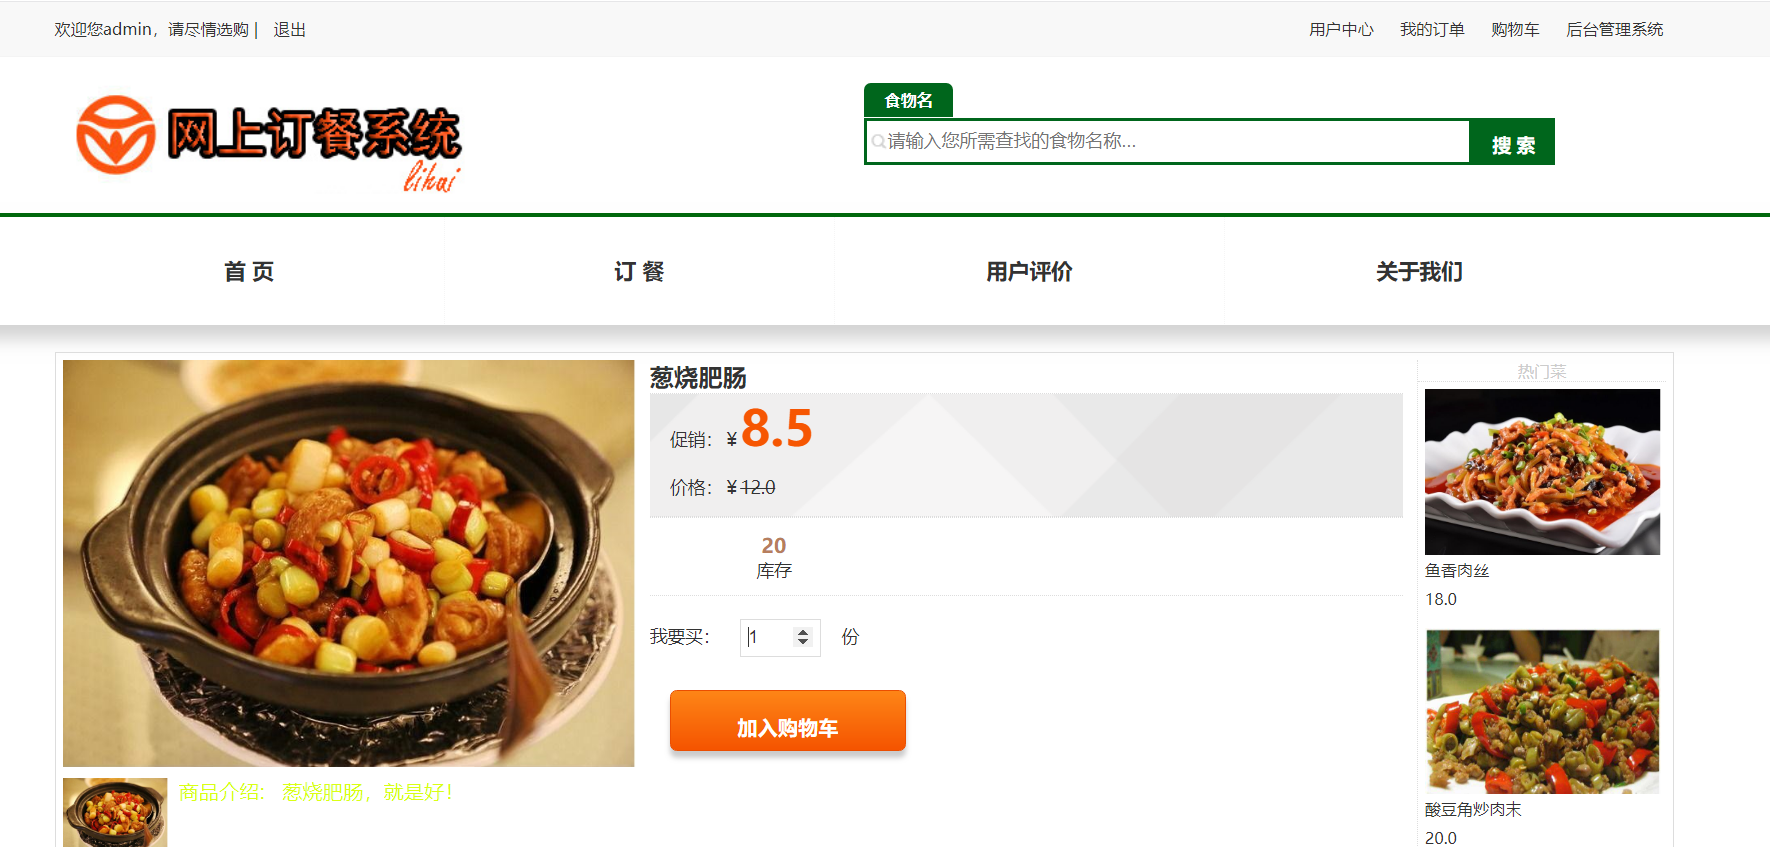 欢迎您admin，请尽情选购 | 退出
用户中心 我的订单 购物车 后台管理系统
网上订餐系统
lihui
食物名
请输入您所需查找的食物名称...
搜 索
首 页 订 餐 用户评价 关于我们
葱烧肥肠
促销： ¥8.5
价格： ¥12.0
20
库存
我要买： 1 份
加入购物车
商品介绍： 葱烧肥肠，就是好！
热门菜
鱼香肉丝
18.0
酸豆角炒肉末
20.0